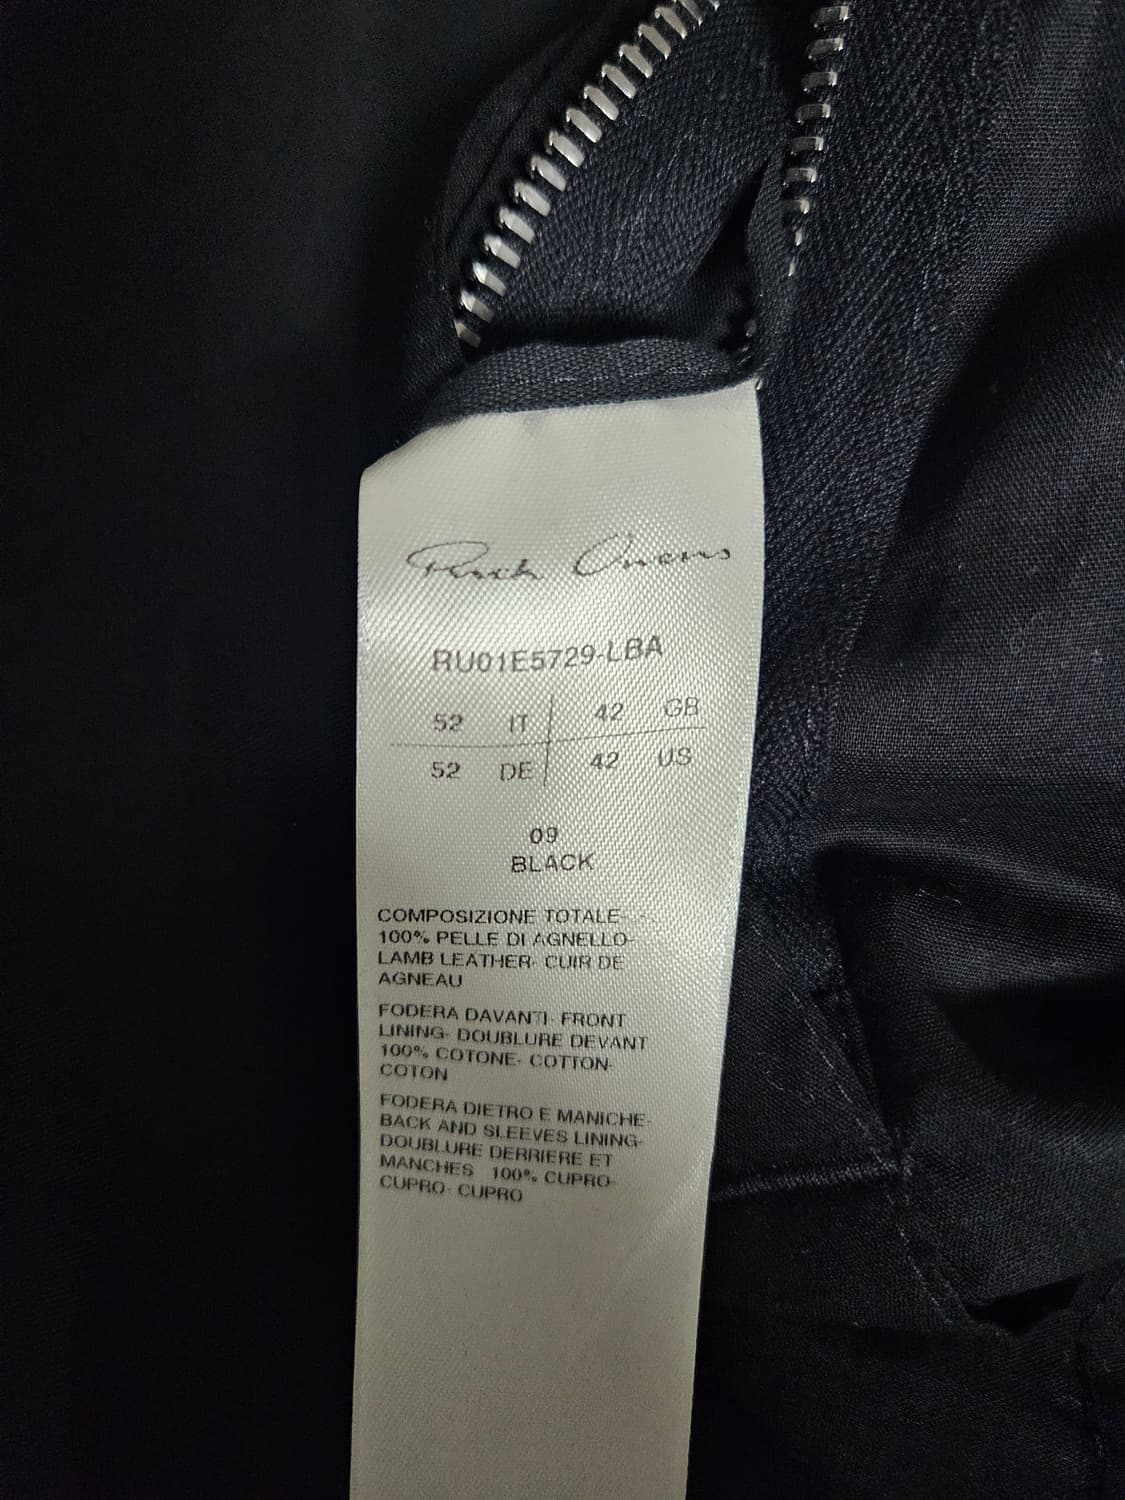 Rick Owens
RU01E5729-LBA
52 IT 42 GB
52 DE 42 US
09
BLACK
COMPOSIZIONE TOTALE-
100% PELLE DI AGNELLO-
LAMB LEATHER- CUIR DE
AGNEAU
FODERA DAVANTI- FRONT
LINING- DOUBLURE DEVANT
100% COTONE- COTTON-
COTON
FODERA DIETRO E MANICHE-
BACK AND SLEEVES LINING-
DOUBLURE DERRIERE ET
MANCHES 100% CUPRO-
CUPRO- CUPRO